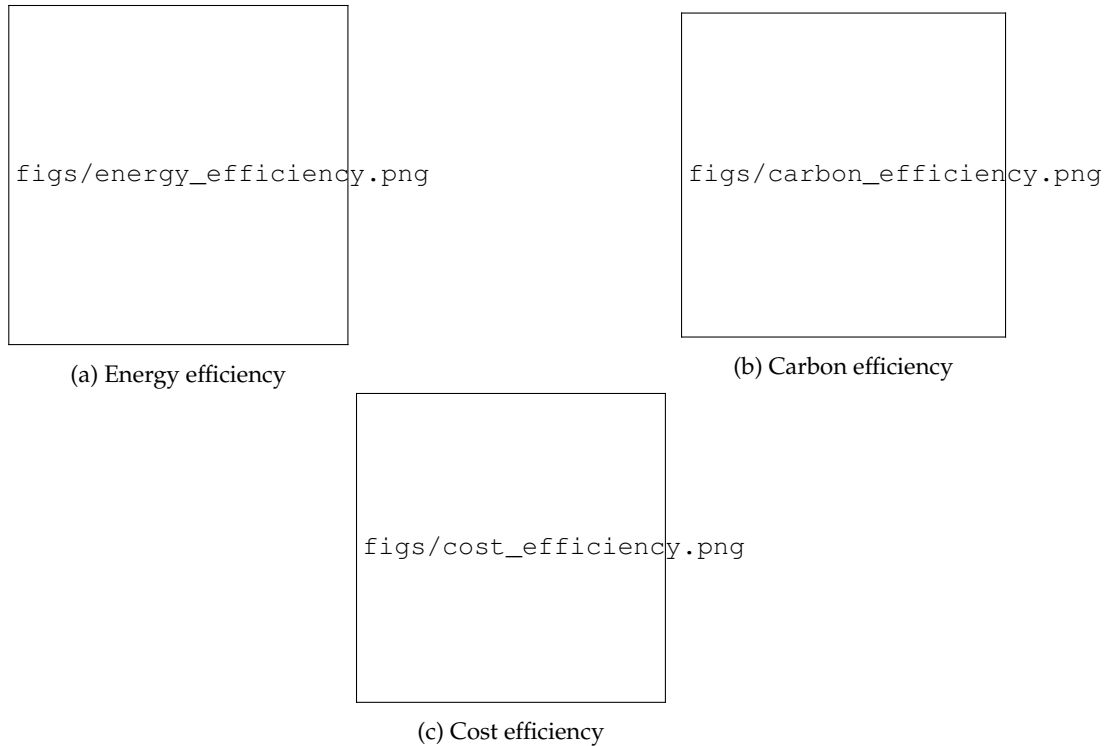 figs/energy_efficiency.png
(a) Energy efficiency
figs/carbon_efficiency.png
(b) Carbon efficiency
figs/cost_efficiency.png
(c) Cost efficiency